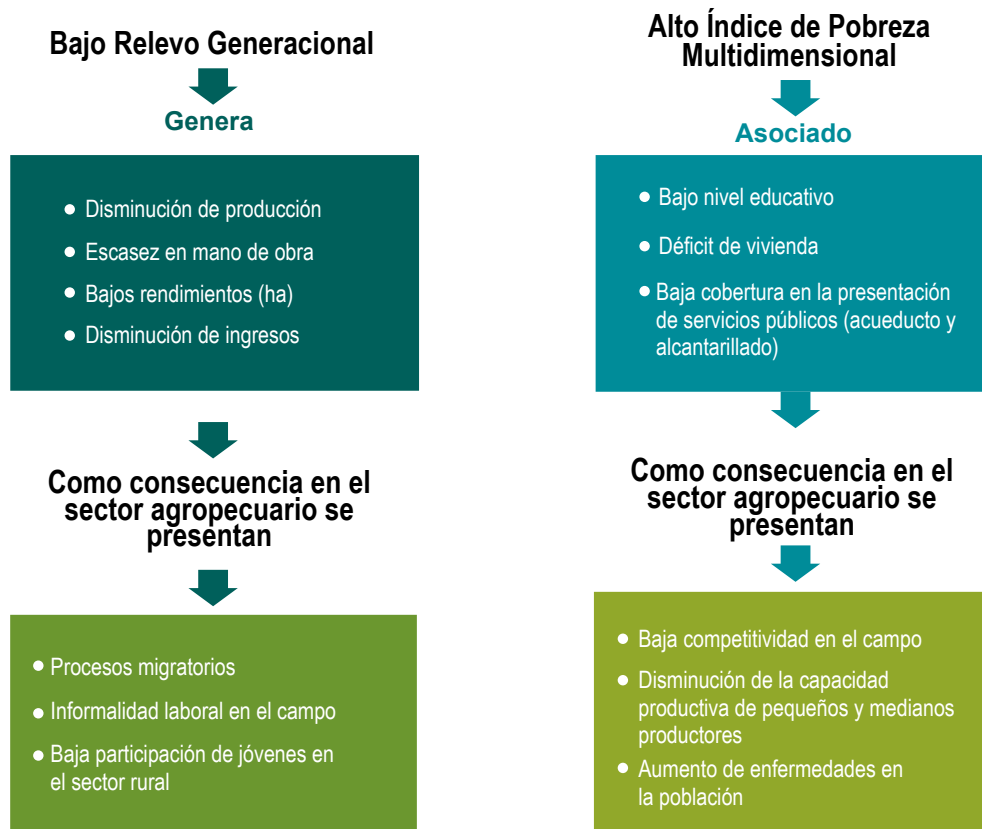 Bajo Relevo Generacional
Genera
● Disminución de producción
● Escasez en mano de obra
● Bajos rendimientos (ha)
● Disminución de ingresos
Como consecuencia en el
sector agropecuario se
presentan
● Procesos migratorios
● Informalidad laboral en el campo
● Baja participación de jóvenes en
el sector rural
Alto Índice de Pobreza
Multidimensional
Asociado
● Bajo nivel educativo
● Déficit de vivienda
● Baja cobertura en la presentación
de servicios públicos (acueducto y
alcantarillado)
Como consecuencia en el
sector agropecuario se
presentan
● Baja competitividad en el campo
● Disminución de la capacidad
productiva de pequeños y medianos
productores
● Aumento de enfermedades en
la población